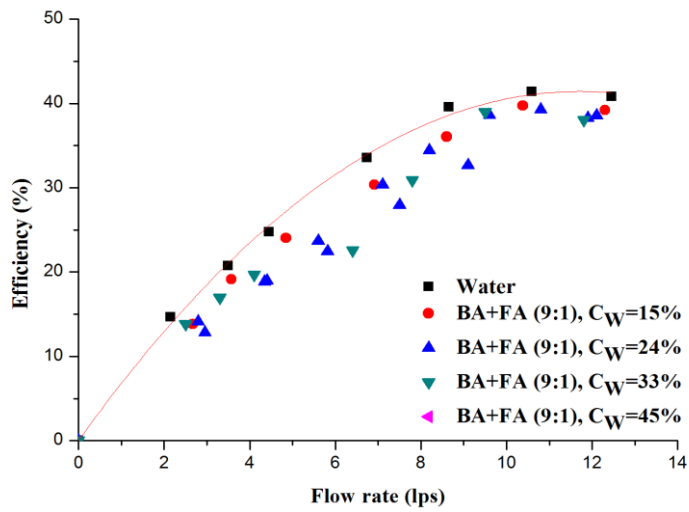 50
40
30
20
10
0
Efficiency (%)
Water
BA+FA (9:1), CW=15%
BA+FA (9:1), CW=24%
BA+FA (9:1), CW=33%
BA+FA (9:1), CW=45%
0 2 4 6 8 10 12 14
Flow rate (lps)